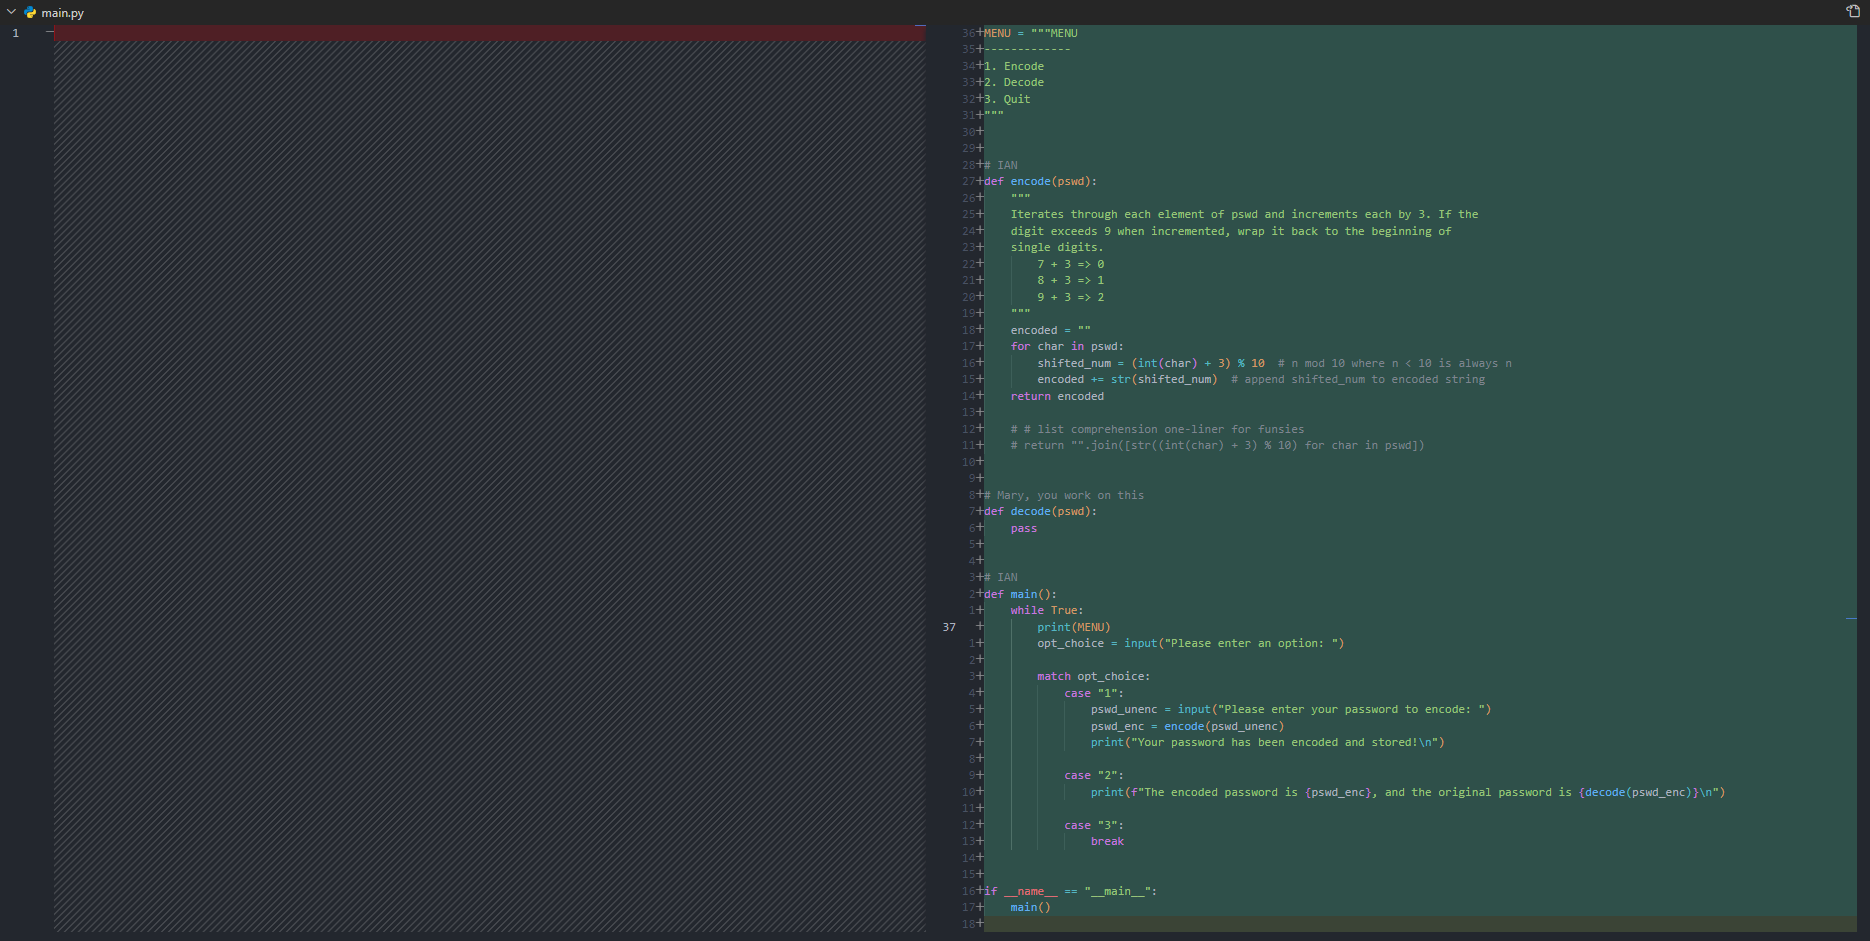 main.py
1
36+MENU = """MENU
35+-------------
34+1. Encode
33+2. Decode
32+3. Quit
31+"""
30+
29+
28+# IAN
27+def encode(pswd):
26+    """
25+    Iterates through each element of pswd and increments each by 3. If the
24+    digit exceeds 9 when incremented, wrap it back to the beginning of
23+    single digits.
22+        7 + 3 => 0
21+        8 + 3 => 1
20+        9 + 3 => 2
19+    """
18+    encoded = ""
17+    for char in pswd:
16+        shifted_num = (int(char) + 3) % 10  # n mod 10 where n < 10 is always n
15+        encoded += str(shifted_num)  # append shifted_num to encoded string
14+    return encoded
13+
12+    # # list comprehension one-liner for funsies
11+    # return "".join([str((int(char) + 3) % 10) for char in pswd])
10+
9+
8+# Mary, you work on this
7+def decode(pswd):
6+    pass
5+
4+
3+# IAN
2+def main():
1+    while True:
37 +        print(MENU)
1+        opt_choice = input("Please enter an option: ")
2+
3+        match opt_choice:
4+            case "1":
5+                pswd_unenc = input("Please enter your password to encode: ")
6+                pswd_enc = encode(pswd_unenc)
7+                print("Your password has been encoded and stored!\n")
8+
9+            case "2":
10+                print(f"The encoded password is {pswd_enc}, and the original password is {decode(pswd_enc)}\n")
11+
12+            case "3":
13+                break
14+
15+
16+if __name__ == "__main__":
17+    main()
18+